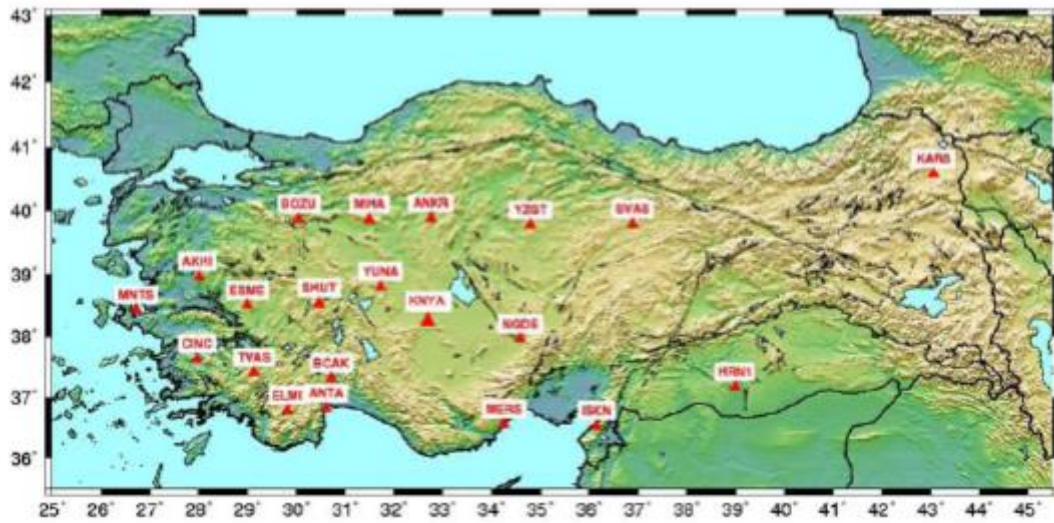 43°
42°
41°
40°
39°
38°
37°
36°
KARS
BOZU MIHA ANKR YZGT SVAS
AKHI
ESME SHUT YUNA
MNTS KNYA
NGDE
CINC TVAS BCAK
HRN1
ELMI ANTA
MERS ISKN
25° 26° 27° 28° 29° 30° 31° 32° 33° 34° 35° 36° 37° 38° 39° 40° 41° 42° 43° 44° 45°